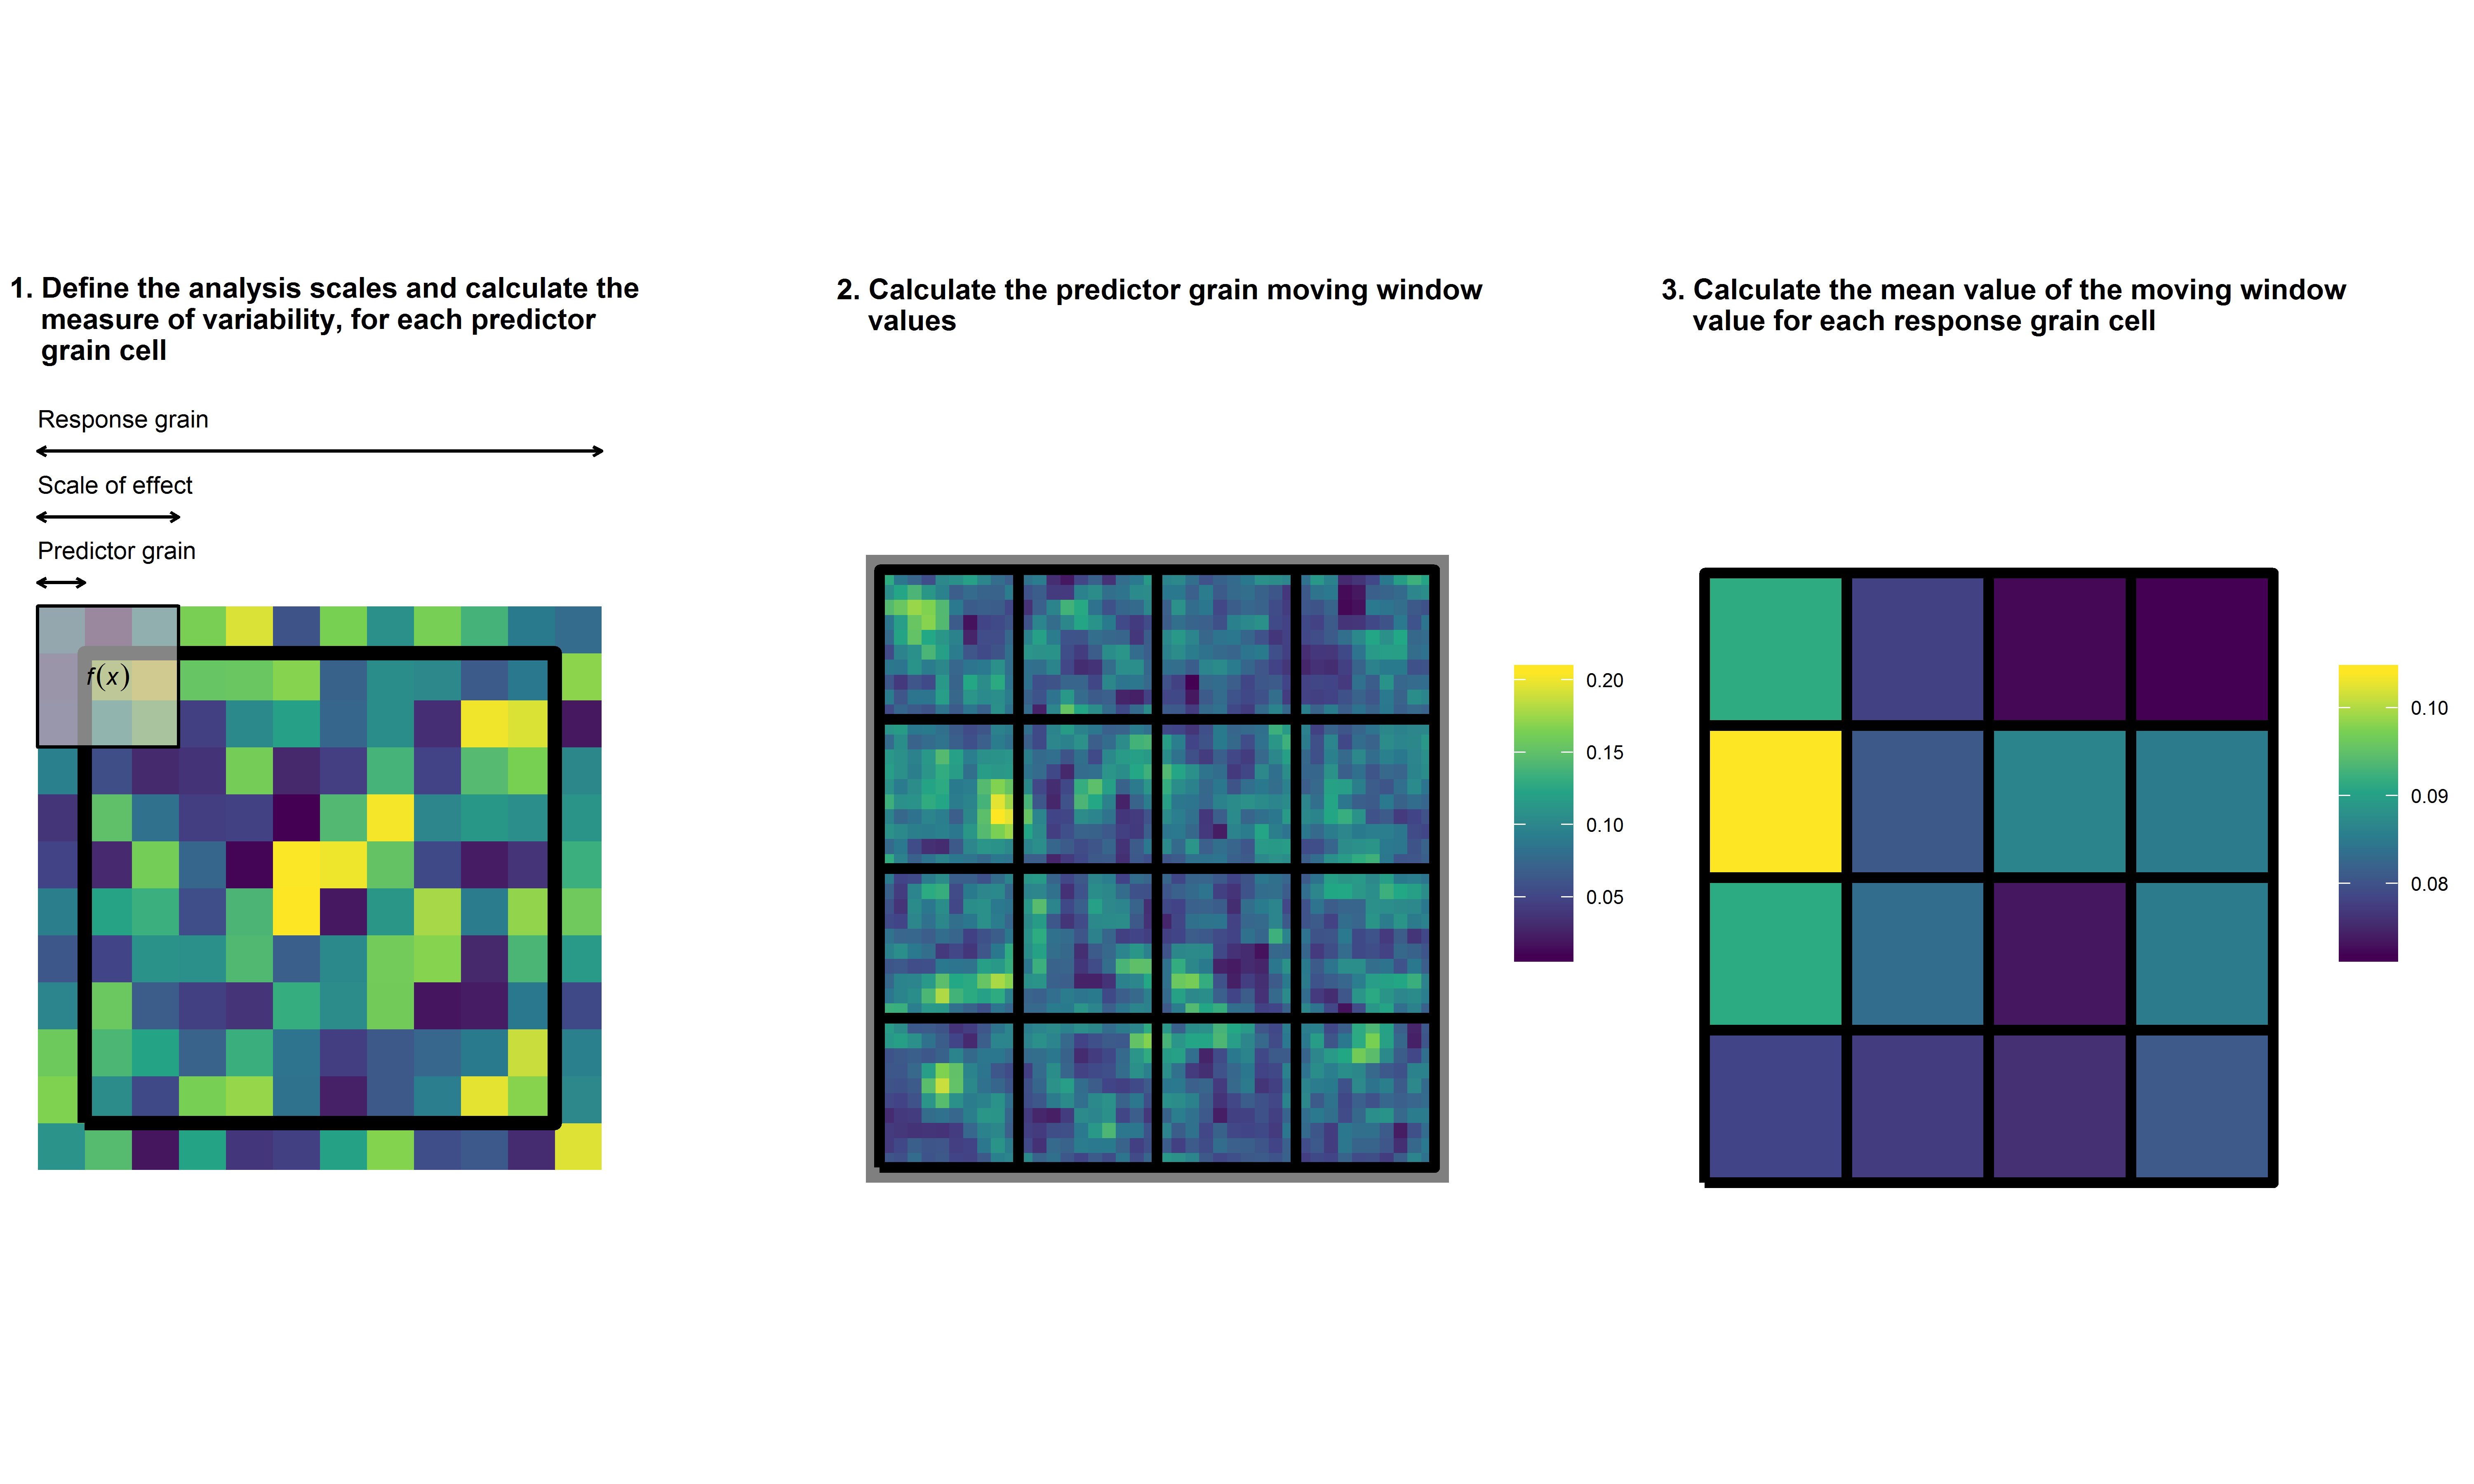 1. Define the analysis scales and calculate the
measure of variability, for each predictor
grain cell
Response grain
Scale of effect
Predictor grain
f(x)
2. Calculate the predictor grain moving window
values
0.20
0.15
0.10
0.05
3. Calculate the mean value of the moving window
value for each response grain cell
0.10
0.09
0.08